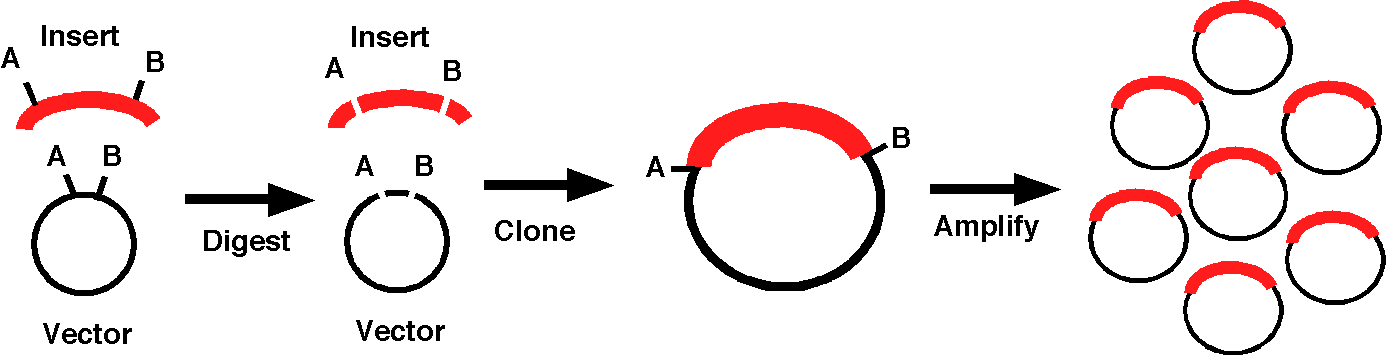 Insert
A
B
A
B
Vector
Digest
Insert
A
B
A
B
Vector
Clone
A
B
Amplify